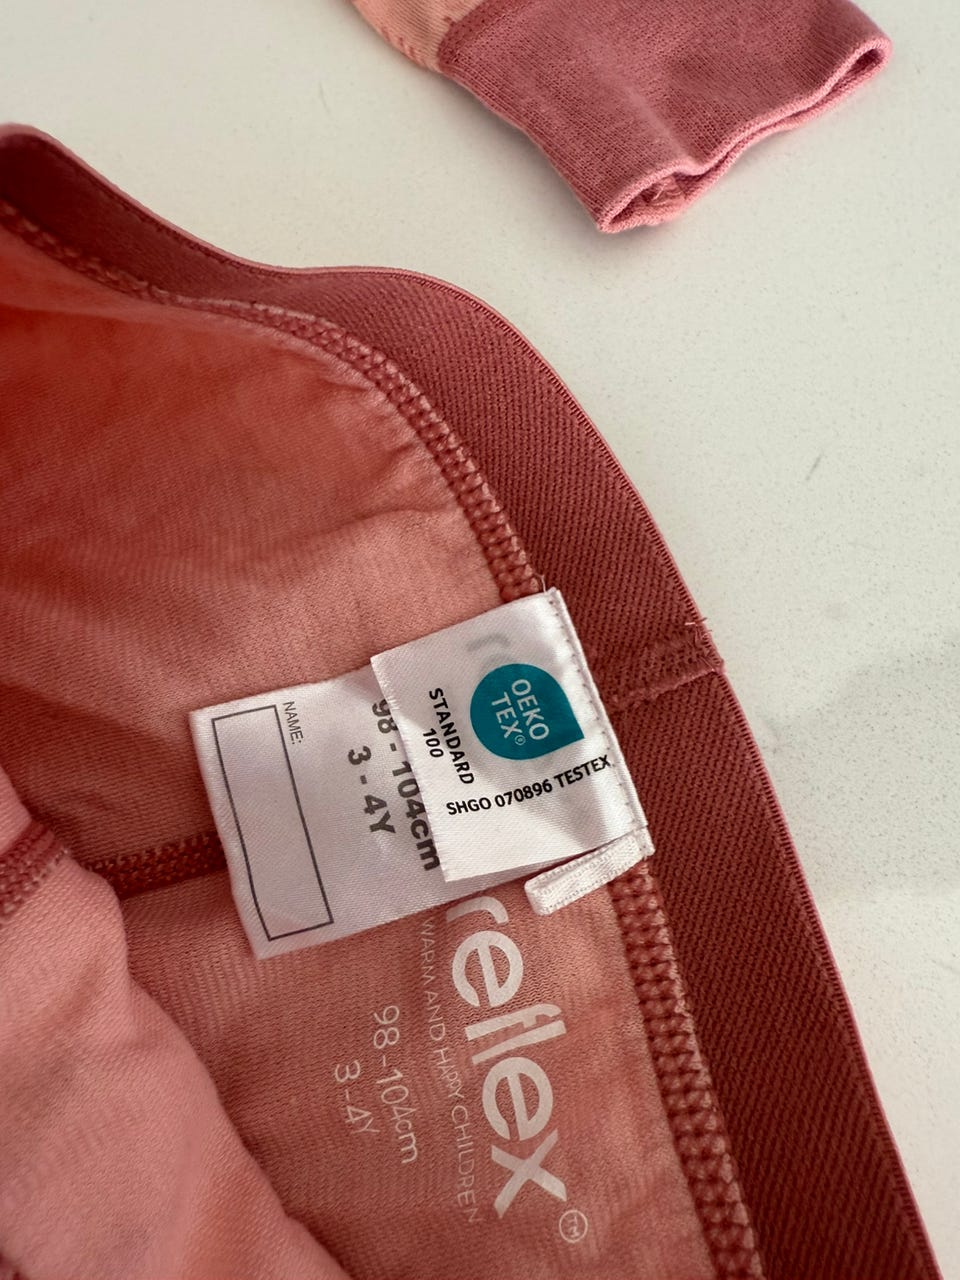 OEKO
TEX®
STANDARD
100
SHGO 070896 TESTEX
98 - 104cm
3 - 4Y
NAME:
reflex
TM
WARM AND HAPPY CHILDREN
98-104cm
3-4Y